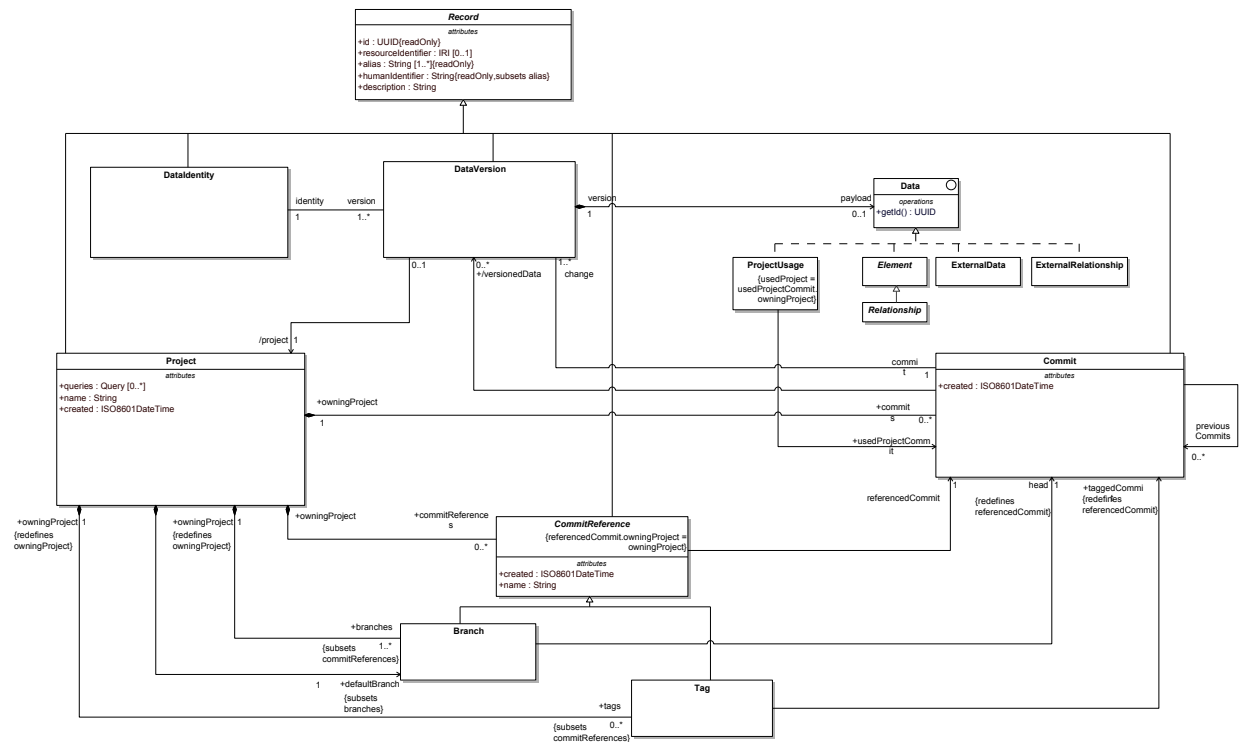 Record
attributes
+id : UUID{readOnly}
+resourceIdentifier : IRI [0..1]
+alias : String [1..*]{readOnly}
+humanIdentifier : String{readOnly,subsets alias}
+description : String
DataIdentity
DataVersion
identity
1
version
1..*
version
1
payload
0..1
Data
operations
+getId() : UUID
0..1
0..*
+/versionedData
1..*
change
ProjectUsage
{usedProject =
usedProjectCommit.
owningProject}
Element
ExternalData
ExternalRelationship
Relationship
/project
1
Project
attributes
+queries : Query [0..*]
+name : String
+created : ISO8601DateTime
commi
t
1
Commit
attributes
+created : ISO8601DateTime
+owningProject
1
+commit
s
0..*
previous
Commits
0..*
+usedProjectComm
it
+owningProject
1
{redefines
owningProject}
+owningProject
1
{redefines
owningProject}
+owningProject
+commitReference
s
0..*
CommitReference
{referencedCommit.owningProject =
owningProject}
attributes
+created : ISO8601DateTime
+name : String
referencedCommit
1
head
1
{redefines
referencedCommit}
+taggedCommi
t
{redefines
referencedCommit}
+branches
1..*
{subsets
commitReferences}
Branch
1
+defaultBranch
{subsets
branches}
Tag
+tags
0..*
{subsets
commitReferences}